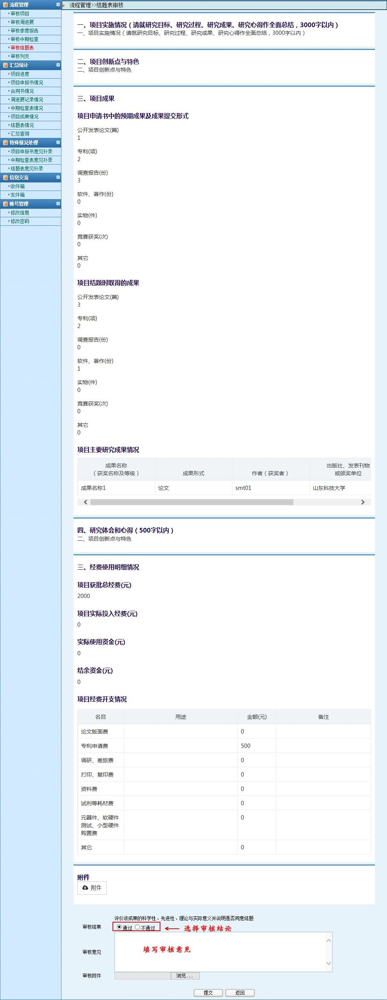 流程管理
审核项目
审核周进展
审核季度报告
审核中期检查
审核结题表
审核列支
汇总统计
项目进度
项目申报书情况
合同书情况
周进展记录情况
中期检查表情况
项目成果情况
结题表情况
汇总查询
特殊情况处理
项目申报书意见补录
中期检查表意见补录
结题表意见补录
信息交流
收件箱
发件箱
账号管理
修改信息
修改密码
流程管理>>结题表审核
一、项目实施情况（请就研究目标、研究过程、研究成果、研究心得作全面总结，3000字以内）
一、项目实施情况（请就研究目标、研究过程、研究成果、研究心得作全面总结，3000字以内）
二、项目创新点与特色
二、项目创新点与特色
三、项目成果
项目申请书中的预期成果及成果提交形式
公开发表论文(篇)
1
专利(项)
2
调查报告(份)
3
软件、著作(份)
0
实物(件)
0
竟赛获奖(次)
0
其它
0
项目结题时取得的成果
公开发表论文(篇)
3
专利(项)
2
调查报告(份)
0
软件、著作(份)
1
实物(件)
0
竟赛获奖(次)
0
其它
0
项目主要研究成果情况
成果名称
（获奖名称及等级）
成果形式
作者（获奖者）
出版社、发表刊物
或颁奖单位
成果名称1 论文 smt01 山东科技大学
四、研究体会和心得（500字以内）
二、项目创新点与特色
三、经费使用明细情况
项目获批总经费(元)
2000
项目实际投入经费(元)
0
实际使用资金(元)
0
结余资金(元)
0
项目经费开支情况
名目 用途 金额(元) 备注
论文版面费 0
专利申请费 500
调研、差旅费 0
打印、复印费 0
资料费 0
试剂等耗材费 0
元器件、软硬件 0
测试、小型硬件
购置费
其它 0
附件
附件
评价该成果的科学性、先进性、理论与实际意义并说明是否同意结题
审核结果 通过 不通过 选择审核结论
填写审核意见
审核意见
审核附件 浏览...
提交 返回